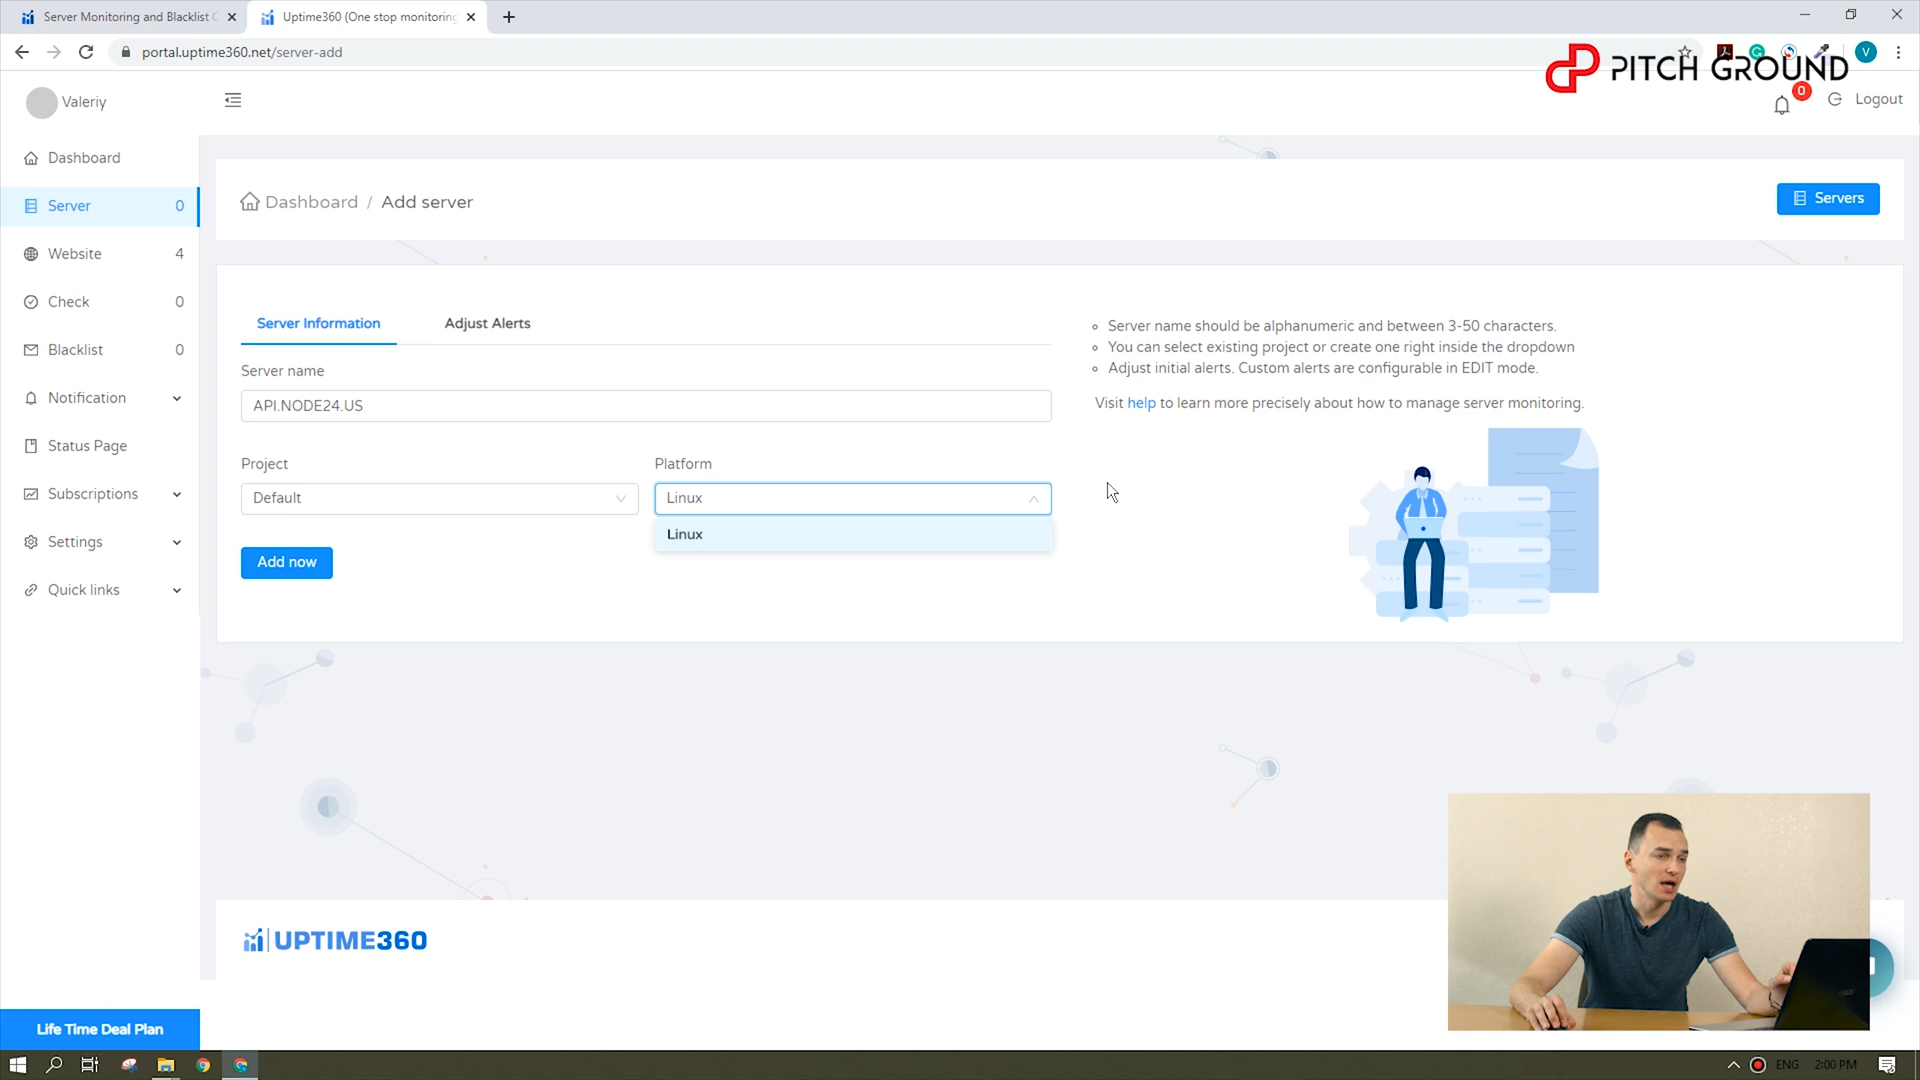 Server Monitoring and Blacklist C
Uptime360 (One stop monitoring
portal.uptime360.net/server-add
V
PITCH GROUND
Valeriy
0
Logout
Dashboard
Server 0
Website 4
Check 0
Blacklist 0
Notification
Status Page
Subscriptions
Settings
Quick links
Dashboard / Add server
Servers
Server Information
Adjust Alerts
Server name
API.NODE24.US
Project
Default
Platform
Linux
Linux
Add now
Server name should be alphanumeric and between 3-50 characters.
You can select existing project or create one right inside the dropdown
Adjust initial alerts. Custom alerts are configurable in EDIT mode.
Visit help to learn more precisely about how to manage server monitoring.
UPTIME360
Life Time Deal Plan
ENG
2:00 PM